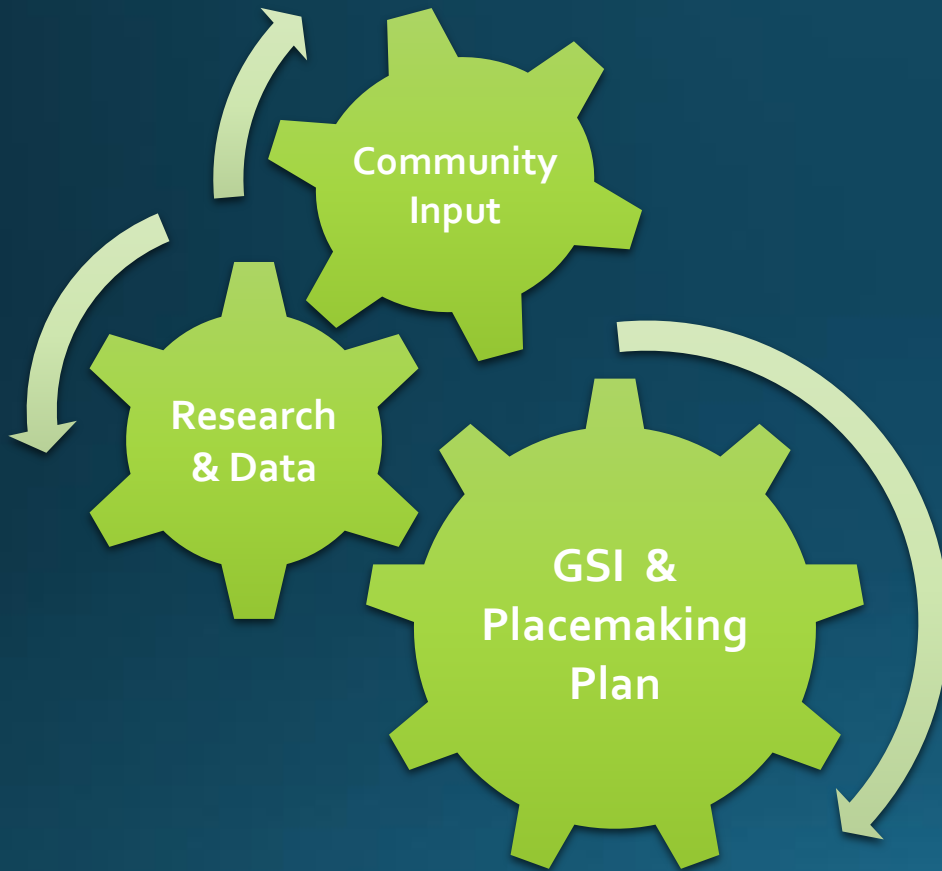 Community
Input
Research
& Data
GSI &
Placemaking
Plan